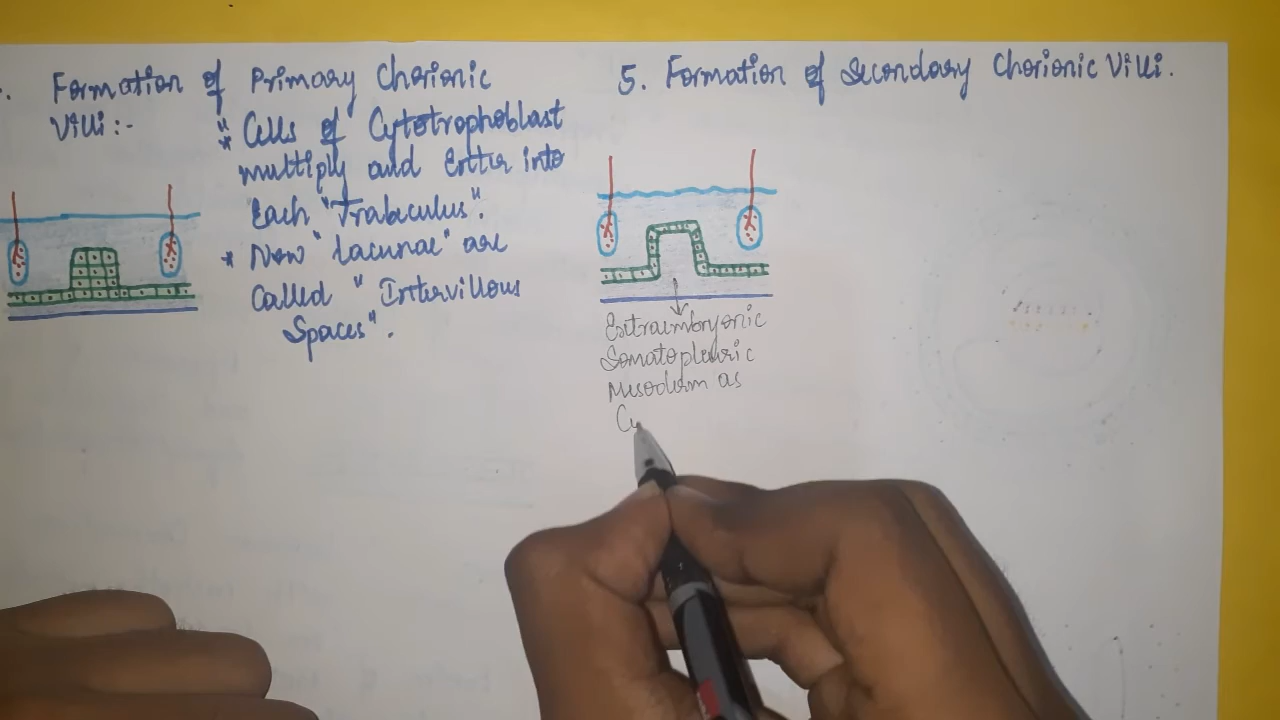 . Formation of Primary Chorionic
Villi :-
* Cells of Cytotrophoblast
multiply and Enter into
Each "Trabeculus".
* Now "lacunae" are
Called "Intervillous
Spaces".
5. Formation of Secondary Chorionic Villi.
Extraembryonic
Somatopleuric
Mesoderm as